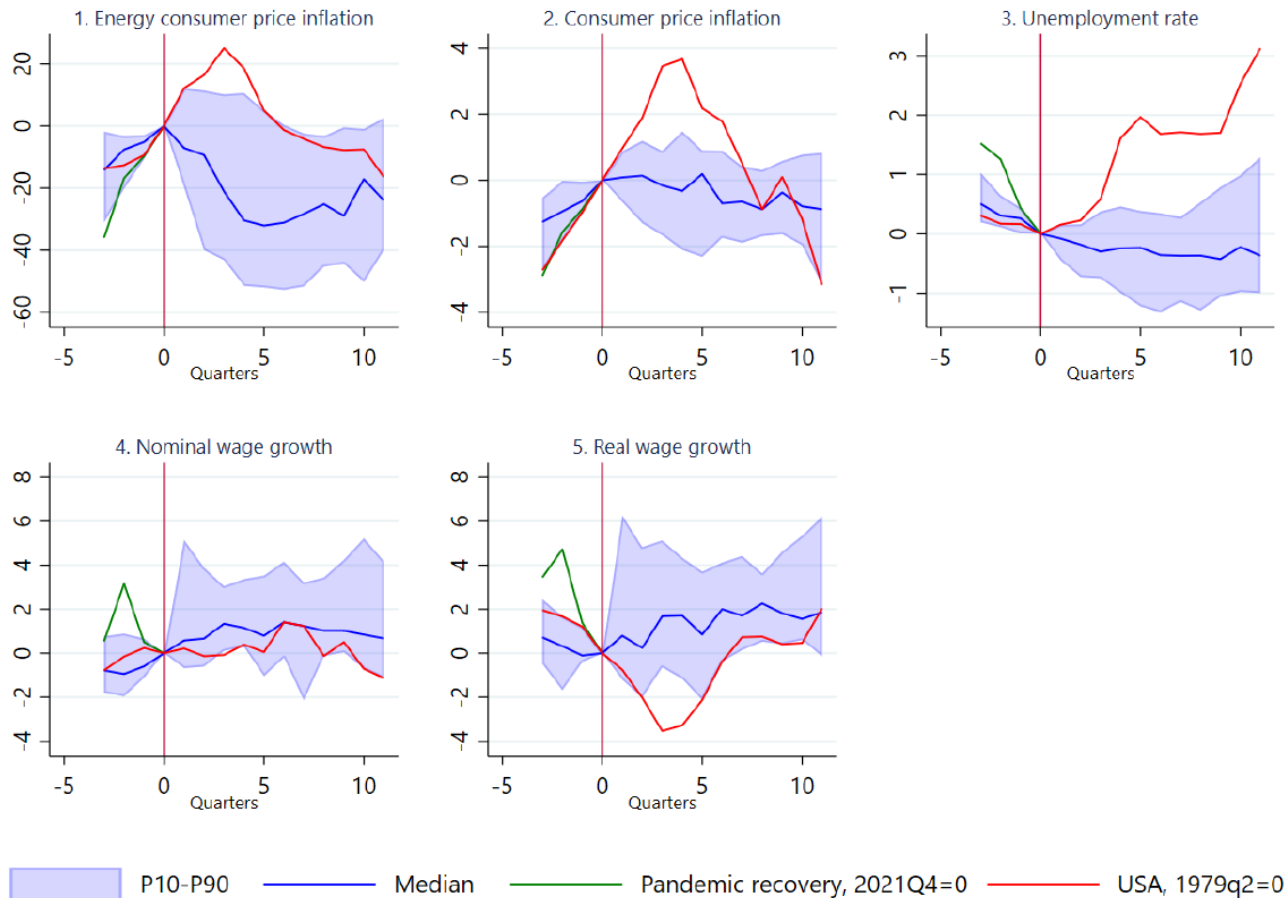 1. Energy consumer price inflation
2. Consumer price inflation
3. Unemployment rate
20
0
-20
-40
-60
-5 0 5 10
Quarters
4
2
0
-2
-4
-5 0 5 10
Quarters
3
2
1
0
-1
-5 0 5 10
Quarters
4. Nominal wage growth
5. Real wage growth
8
6
4
2
0
-2
-4
-5 0 5 10
Quarters
8
6
4
2
0
-2
-4
-5 0 5 10
Quarters
P10-P90 Median Pandemic recovery, 2021Q4=0 USA, 1979q2=0